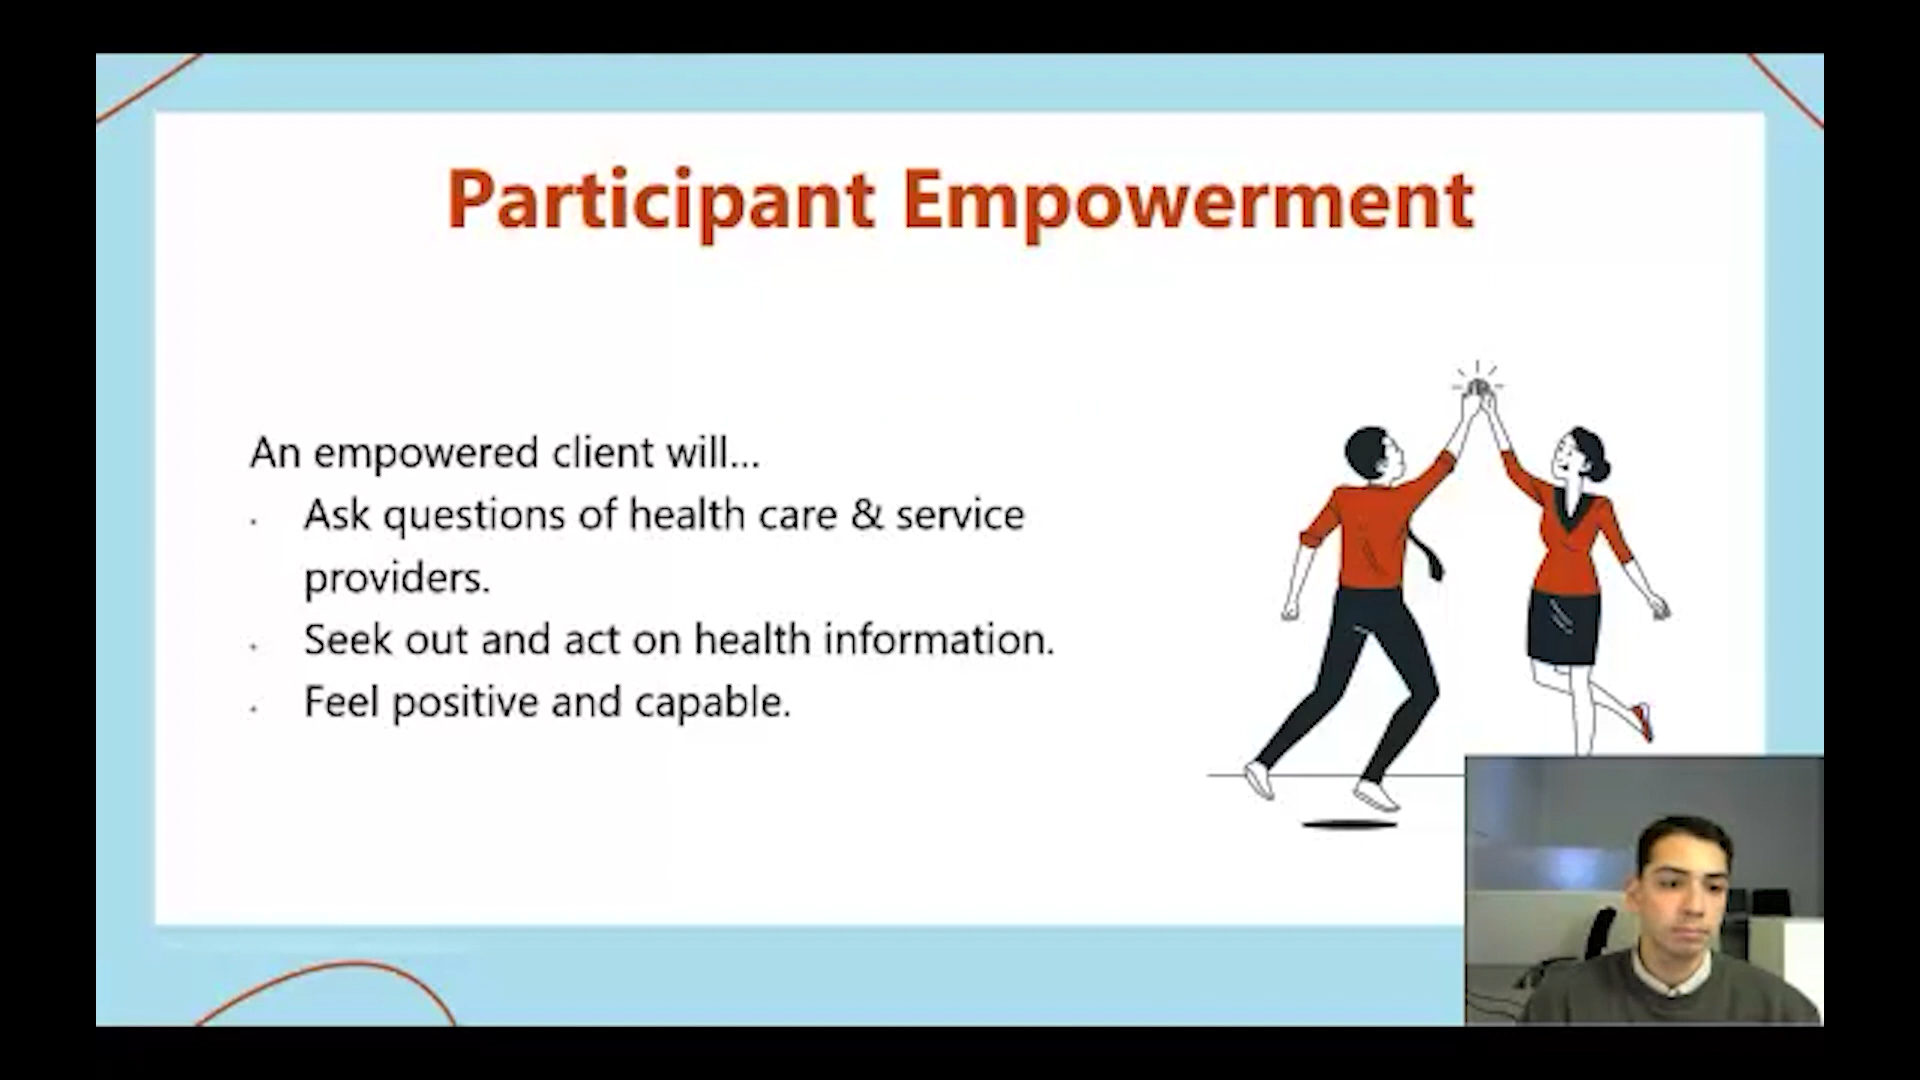 Participant Empowerment
An empowered client will...
· Ask questions of health care & service
providers.
· Seek out and act on health information.
· Feel positive and capable.